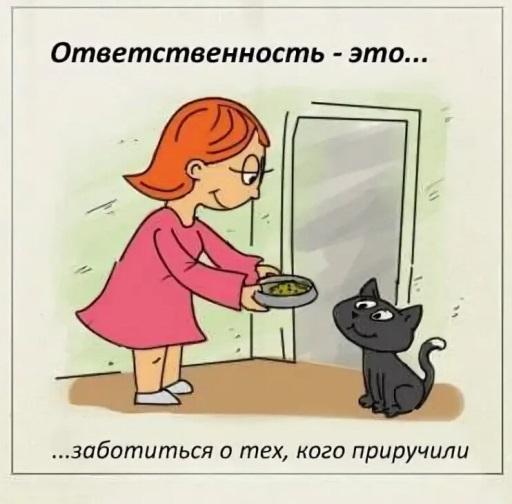 Ответственность - это...
...заботиться о тех, кого приручили